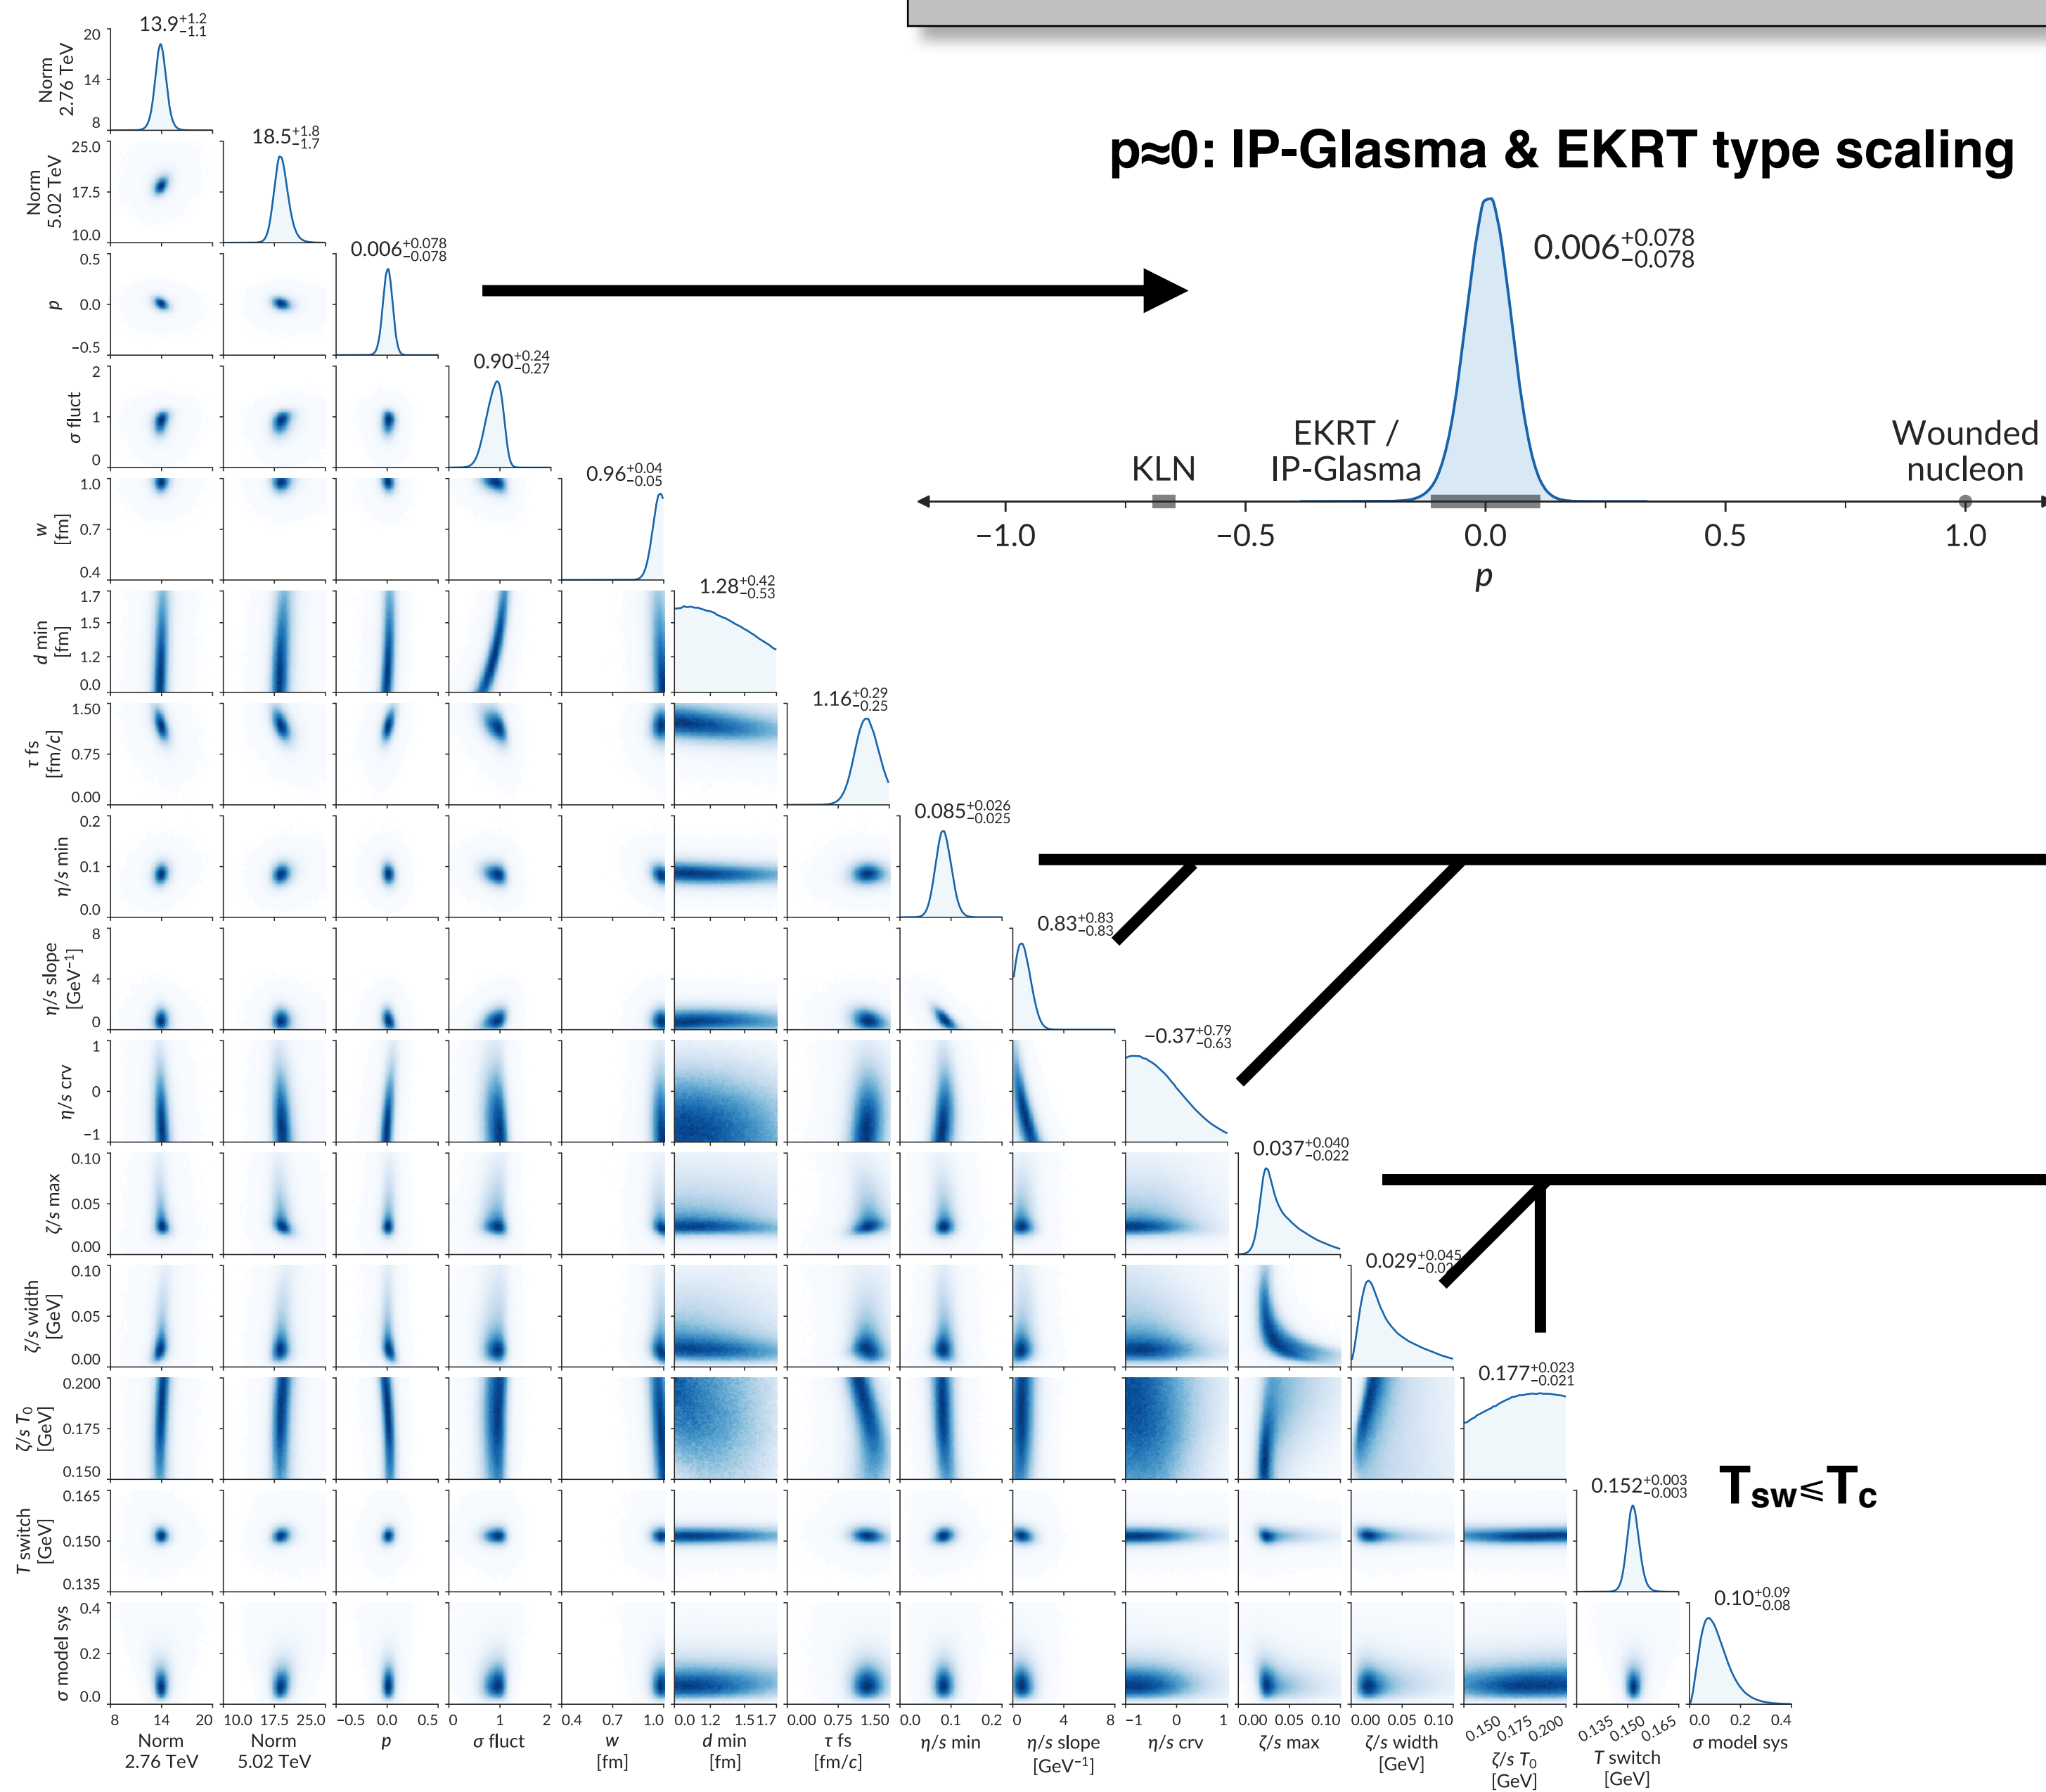 13.9+1.2−1.1
Norm
2.76 TeV
20
14
8
18.5+1.8−1.7
Norm
5.02 TeV
25.0
17.5
10.0
p≈0: IP-Glasma & EKRT type scaling
0.006+0.078−0.078
p
0.5
0.0
−0.5
0.006+0.078−0.078
EKRT /
IP-Glasma
KLN
Wounded
nucleon
−1.0
−0.5
0.0
0.5
1.0
p
0.90+0.24−0.27
σ fluct
2
1
0
0.96+0.04−0.05
w
[fm]
1.0
0.7
0.4
1.28+0.42−0.53
d min
[fm]
1.7
1.5
1.2
0.0
1.16+0.29−0.25
τ fs
[fm/c]
1.50
0.75
0.00
0.085+0.026−0.025
η/s min
0.2
0.1
0.0
0.83+0.83−0.83
η/s slope
[GeV−1]
8
4
0
−0.37+0.79−0.63
η/s crv
1
0
−1
0.037+0.040−0.022
ζ/s max
0.10
0.05
0.00
0.029+0.045
ζ/s width
[GeV]
0.10
0.05
0.00
0.177+0.023−0.021
ζ/s T0
[GeV]
0.200
0.175
0.150
0.152+0.003−0.003
Tsw⩽Tc
T switch
[GeV]
0.165
0.150
0.135
0.10+0.09−0.08
σ model sys
0.4
0.2
0.0
8 14 20 10.0 17.5 25.0 −0.5 0.0 0.5 0 1 2 0.4 0.7 1.0 0.0 1.2 1.5 1.7 0.00 0.75 1.50 0.0 0.1 0.2 0 4 8 −1 0 1 0.00 0.05 0.10 0.00 0.05 0.10 0.150 0.175 0.200 0.135 0.150 0.165 0.0 0.2 0.4
Norm
2.76 TeV
Norm
5.02 TeV
p
σ fluct
w
[fm]
d min
[fm]
τ fs
[fm/c]
η/s min
η/s slope
[GeV−1]
η/s crv
ζ/s max
ζ/s width
[GeV]
ζ/s T0
[GeV]
T switch
[GeV]
σ model sys